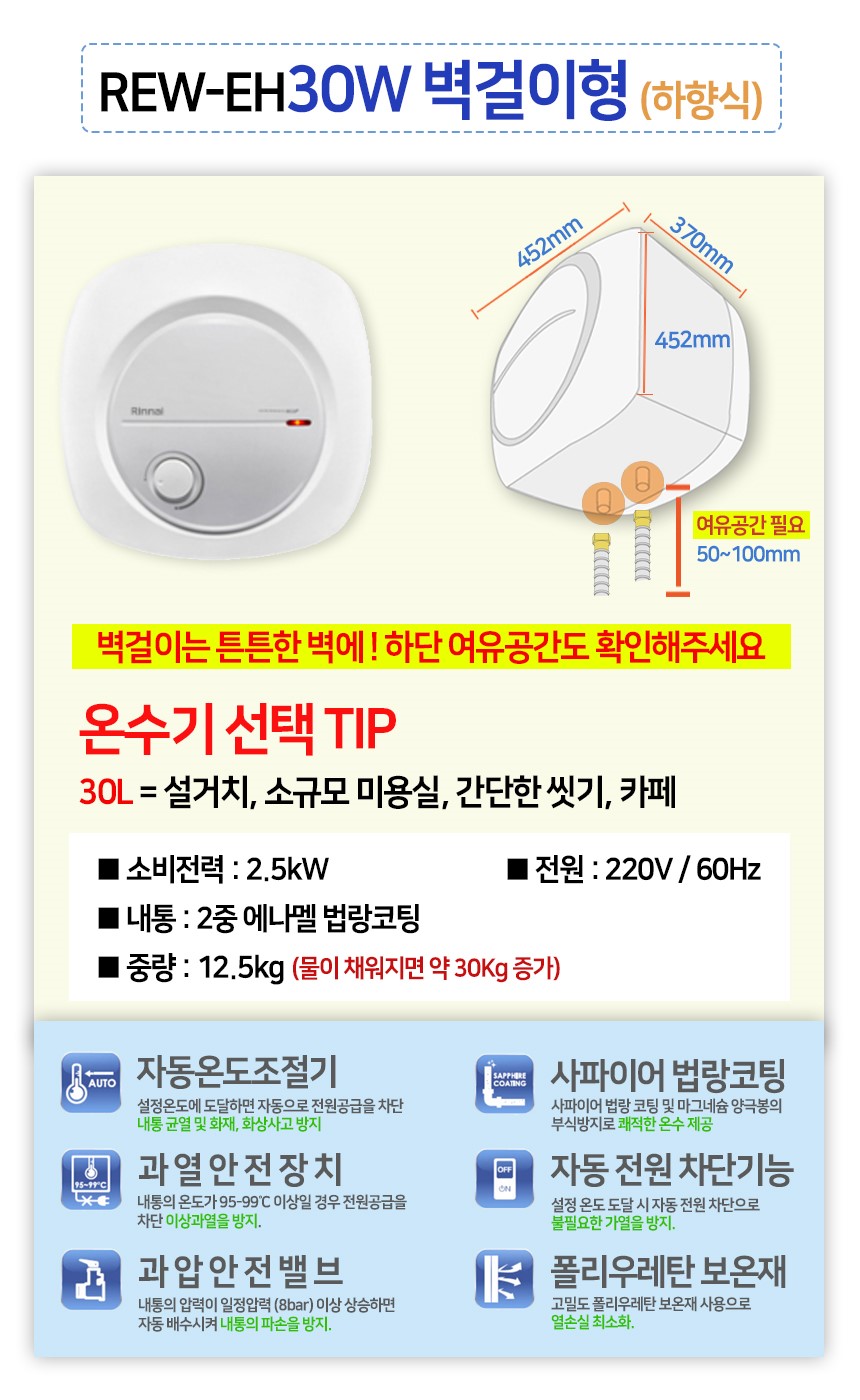 REW-EH30W 벽걸이형 (하향식)
452mm
370mm
452mm
Rinnai
여유공간 필요
50~100mm
벽걸이는 튼튼한 벽에! 하단 여유공간도 확인해주세요
온수기 선택 TIP
30L = 설거치, 소규모 미용실, 간단한 씻기, 카페
■ 소비전력 : 2.5kW
■ 전원 : 220V / 60Hz
■ 내통 : 2중 에나멜 법랑코팅
■ 중량 : 12.5kg (물이 채워지면 약 30Kg 증가)
AUTO
자동온도조절기
설정온도에 도달하면 자동으로 전원공급을 차단
내통 균열 및 화재, 화상사고 방지
SAPPHIRE
COATING
사파이어 법랑코팅
사파이어 법랑 코팅 및 마그네슘 양극봉의
부식방지로 쾌적한 온수 제공
95~99℃
과열안전장치
내통의 온도가 95-99℃ 이상일 경우 전원공급을
차단 이상과열을 방지.
OFF
ON
자동 전원 차단기능
설정 온도 도달 시 자동 전원 차단으로
불필요한 가열을 방지.
과압안전밸브
내통의 압력이 일정압력 (8bar) 이상 상승하면
자동 배수시켜 내통의 파손을 방지.
폴리우레탄 보온재
고밀도 폴리우레탄 보온재 사용으로
열손실 최소화.